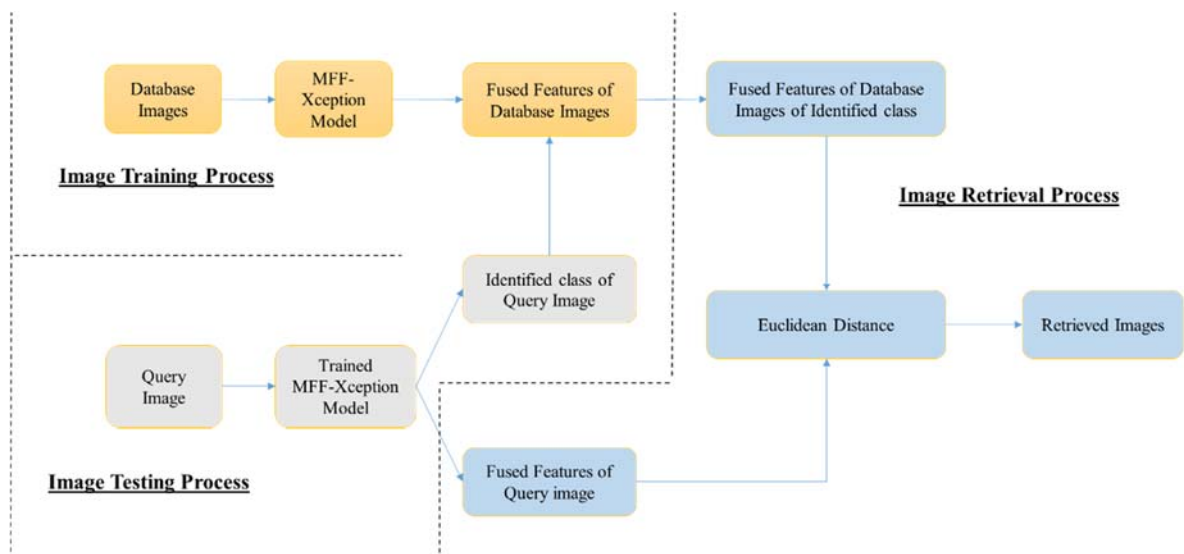 Database
Images
MFF-
Xception
Model
Fused Features of
Database Images
Fused Features of Database
Images of Identified class
Image Training Process
Image Retrieval Process
Identified class of
Query Image
Euclidean Distance
Retrieved Images
Query
Image
Trained
MFF-Xception
Model
Image Testing Process
Fused Features of
Query image